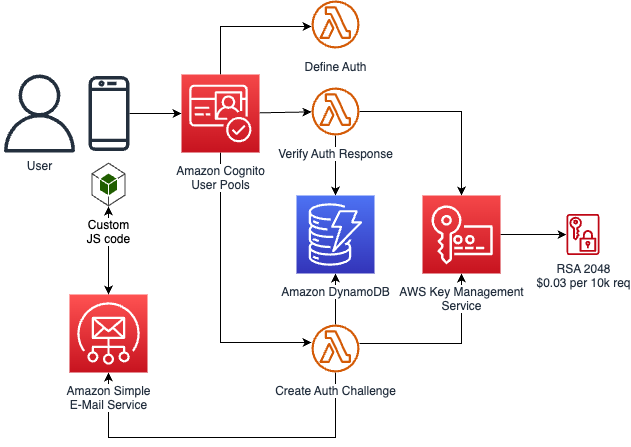 Define Auth
User
Amazon Cognito
User Pools
Verify Auth Response
Custom
JS code
Amazon DynamoDB
AWS Key Management
Service
RSA 2048
$0.03 per 10k req
Amazon Simple
E-Mail Service
Create Auth Challenge